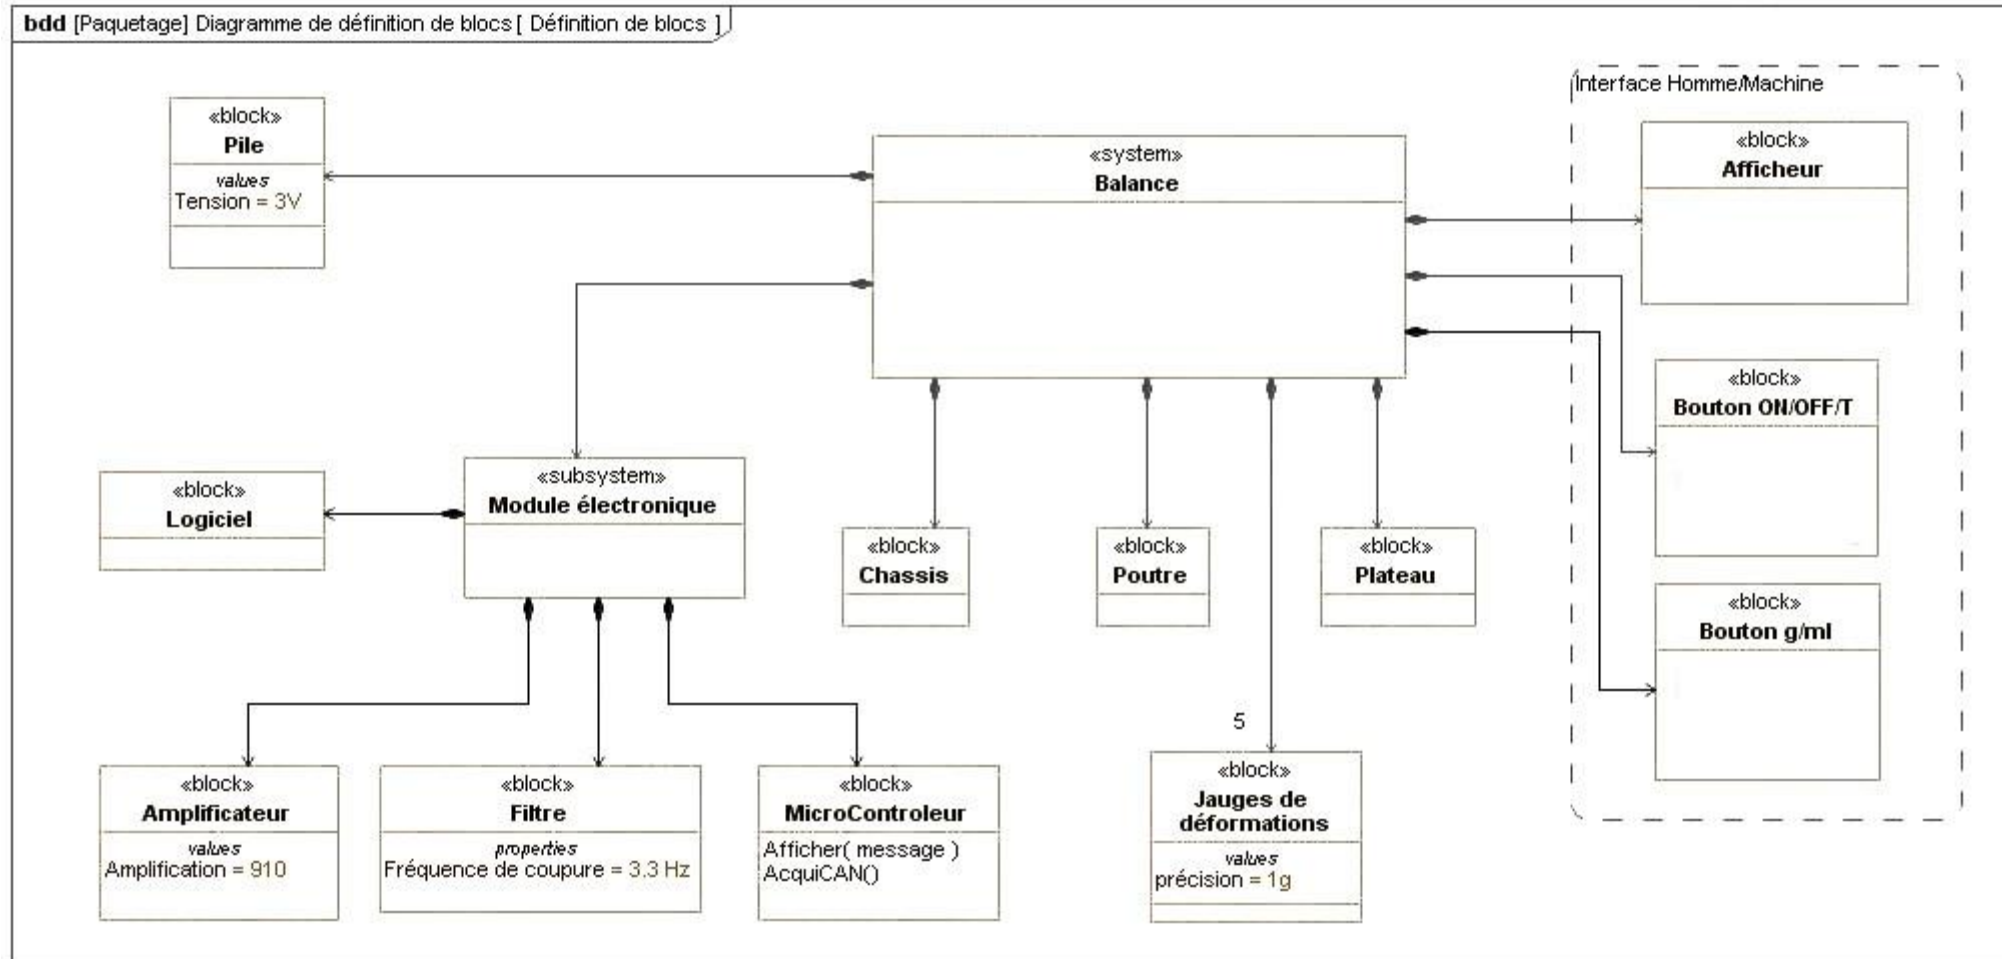 bdd [Paquetage] Diagramme de définition de blocs [ Définition de blocs ]
Interface Homme/Machine
«block»
Pile
values
Tension = 3V
«system»
Balance
«block»
Afficheur
«block»
Bouton ON/OFF/T
«block»
Logiciel
«subsystem»
Module électronique
«block»
Chassis
«block»
Poutre
«block»
Plateau
«block»
Bouton g/ml
5
«block»
Amplificateur
values
Amplification = 910
«block»
Filtre
properties
Fréquence de coupure = 3.3 Hz
«block»
MicroControleur
Afficher( message )
AcquiCAN()
«block»
Jauges de
déformations
values
précision = 1g